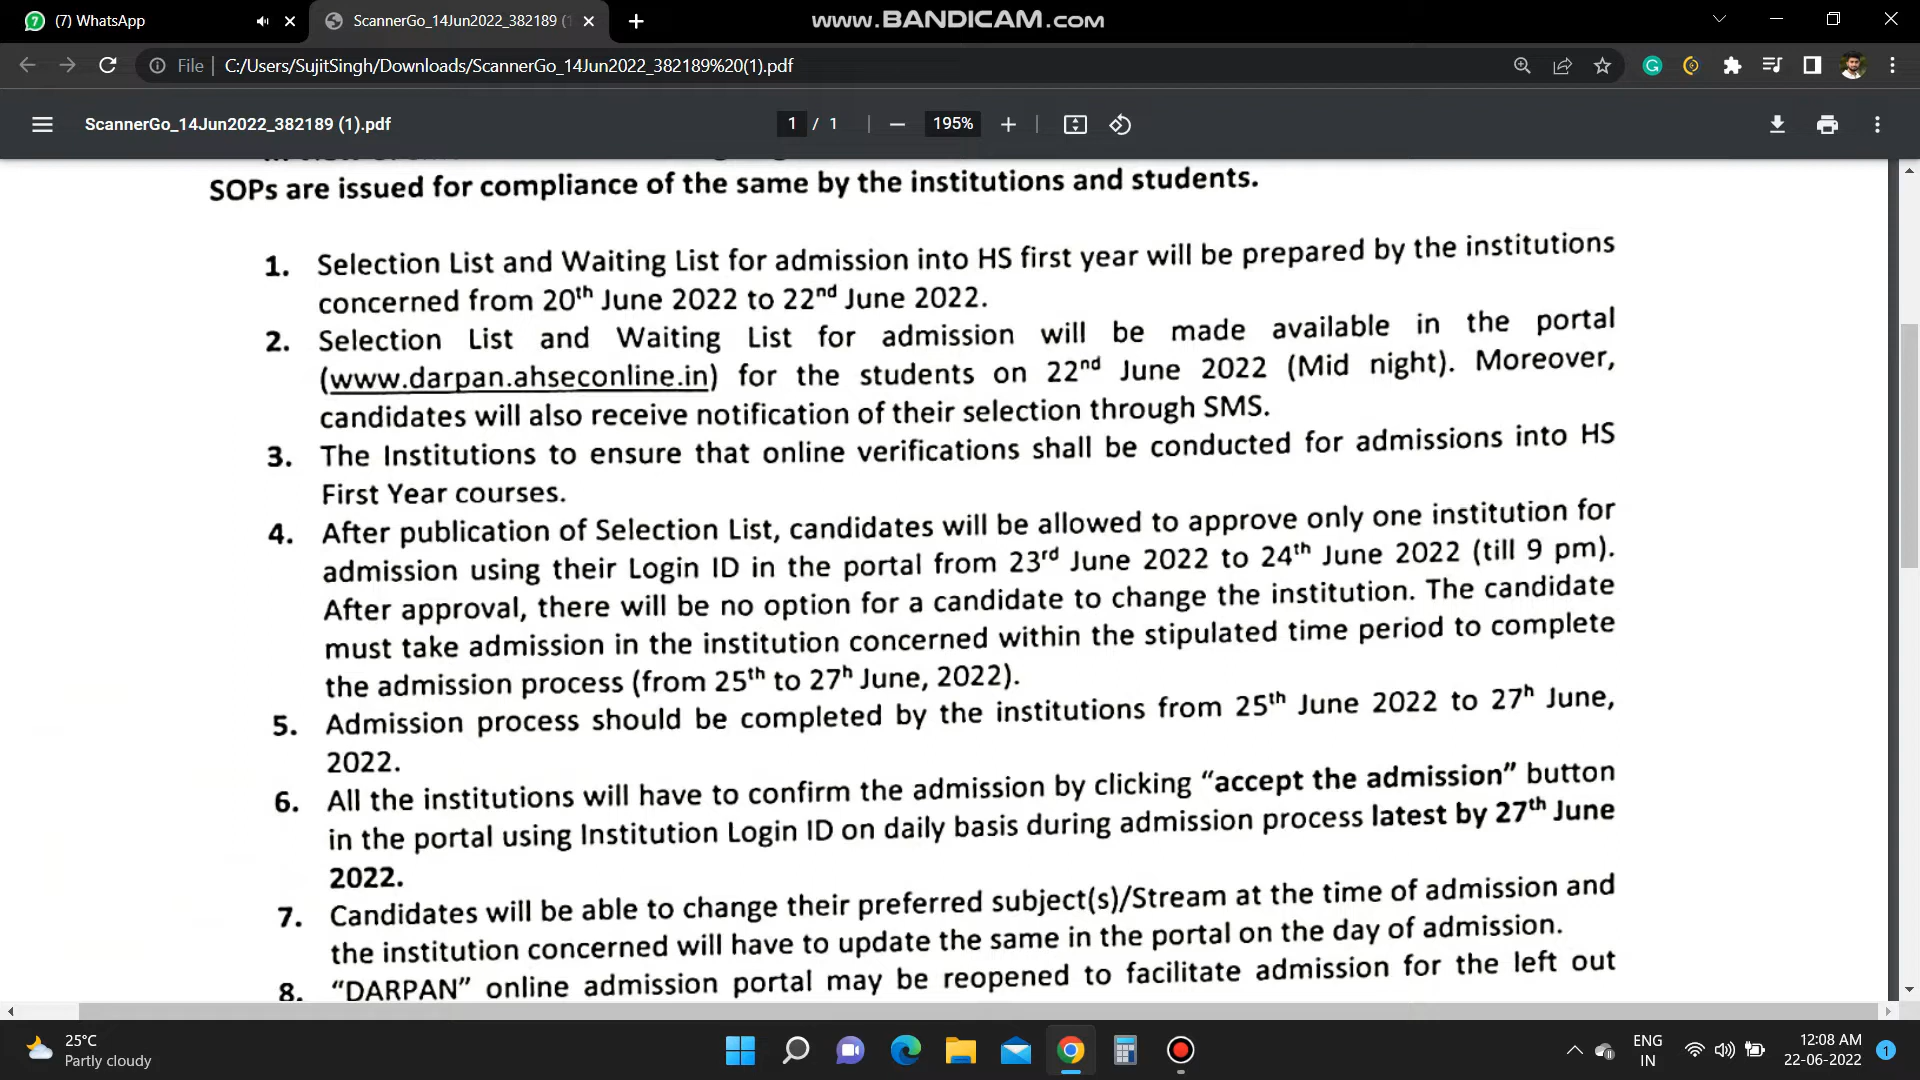 (7) WhatsApp
ScannerGo_14Jun2022_382189 (1
www.BANDICAM.COM
File
C:/Users/SujitSingh/Downloads/ScannerGo_14Jun2022_382189%20(1).pdf
ScannerGo_14Jun2022_382189 (1).pdf
1 / 1
195%
SOPs are issued for compliance of the same by the institutions and students.
1. Selection List and Waiting List for admission into HS first year will be prepared by the institutions
concerned from 20th June 2022 to 22nd June 2022.
2. Selection List and Waiting List for admission will be made available in the portal
(www.darpan.ahseconline.in) for the students on 22nd June 2022 (Mid night). Moreover,
candidates will also receive notification of their selection through SMS.
3. The Institutions to ensure that online verifications shall be conducted for admissions into HS
First Year courses.
4. After publication of Selection List, candidates will be allowed to approve only one institution for
admission using their Login ID in the portal from 23rd June 2022 to 24th June 2022 (till 9 pm).
After approval, there will be no option for a candidate to change the institution. The candidate
must take admission in the institution concerned within the stipulated time period to complete
the admission process (from 25th to 27h June, 2022).
5. Admission process should be completed by the institutions from 25th June 2022 to 27h June,
2022.
6. All the institutions will have to confirm the admission by clicking “accept the admission” button
in the portal using Institution Login ID on daily basis during admission process latest by 27th June
2022.
7. Candidates will be able to change their preferred subject(s)/Stream at the time of admission and
the institution concerned will have to update the same in the portal on the day of admission.
8. “DARPAN” online admission portal may be reopened to facilitate admission for the left out
25°C
Partly cloudy
ENG
IN
12:08 AM
22-06-2022
1